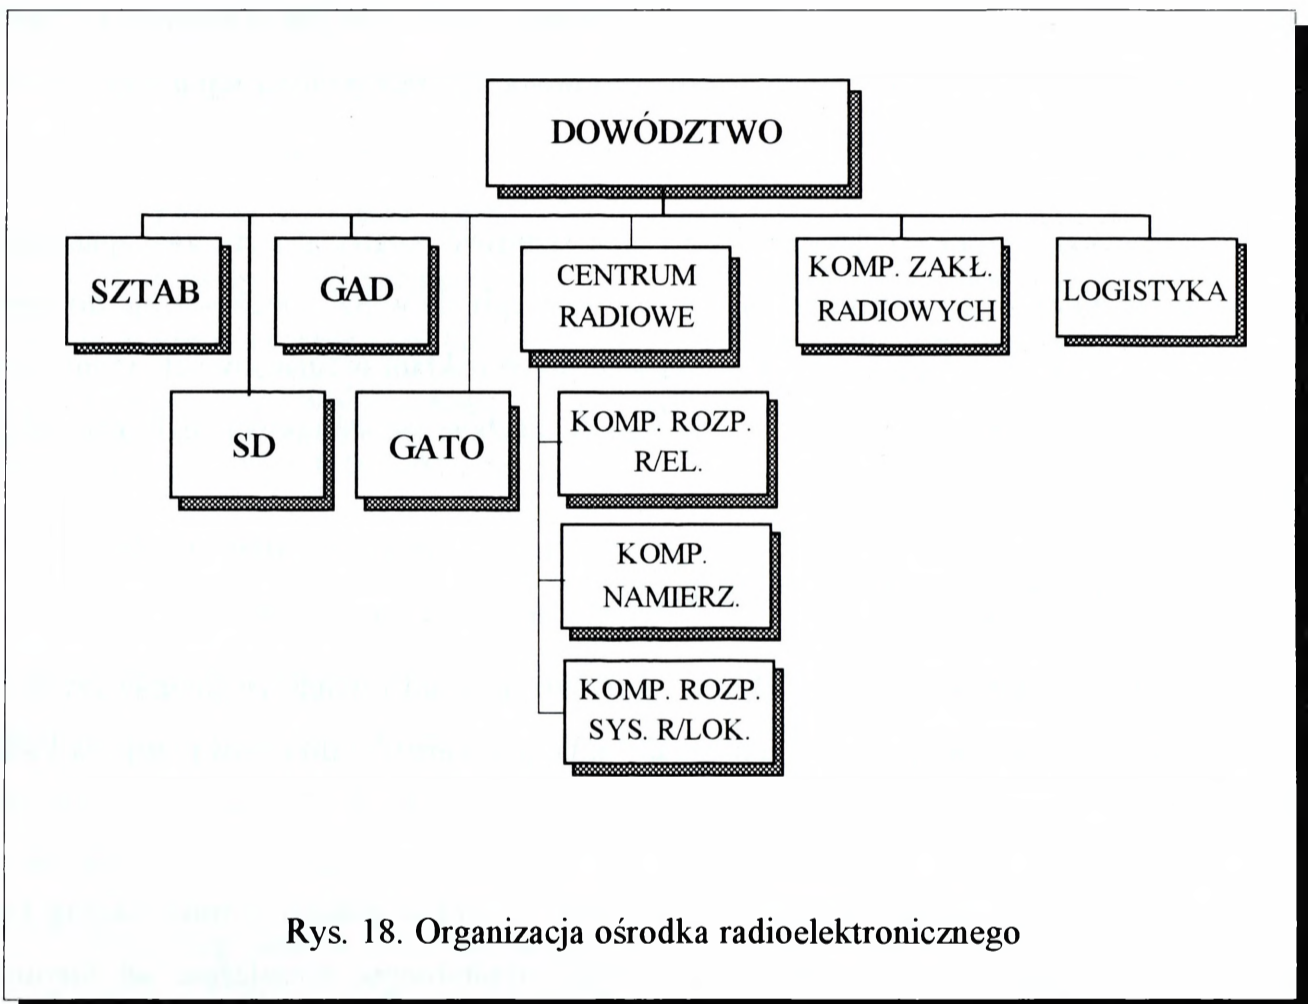 DOWÓDZTWO
SZTAB
GAD
CENTRUM
RADIOWE
KOMP. ZAKŁ.
RADIOWYCH
LOGISTYKA
SD
GATO
KOMP. ROZP.
R/EL.
KOMP.
NAMIERZ.
KOMP. ROZP.
SYS. R/LOK.
Rys. 18. Organizacja ośrodka radioelektronicznego